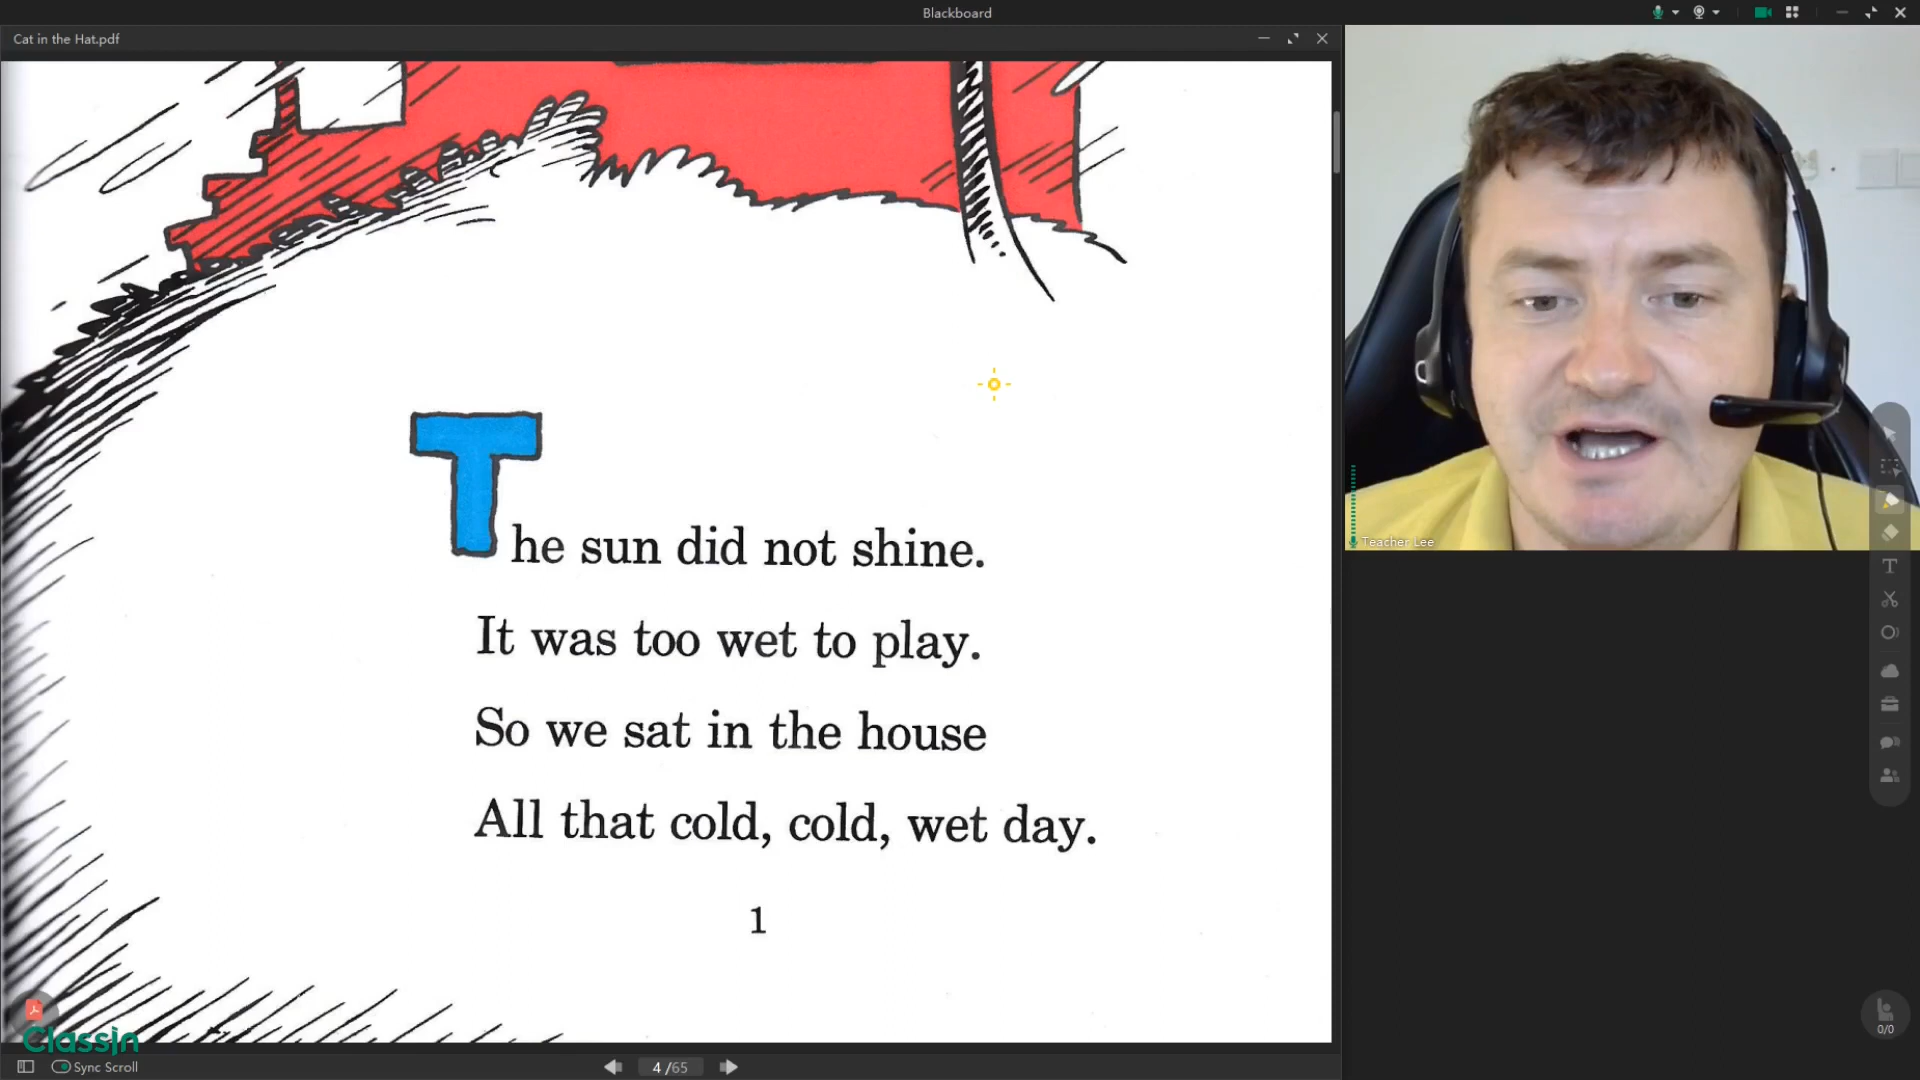 Blackboard
Cat in the Hat.pdf
The sun did not shine.
It was too wet to play.
So we sat in the house
All that cold, cold, wet day.
1
Teacher Lee
T
0/0
ClassIn
Sync Scroll
4 /65